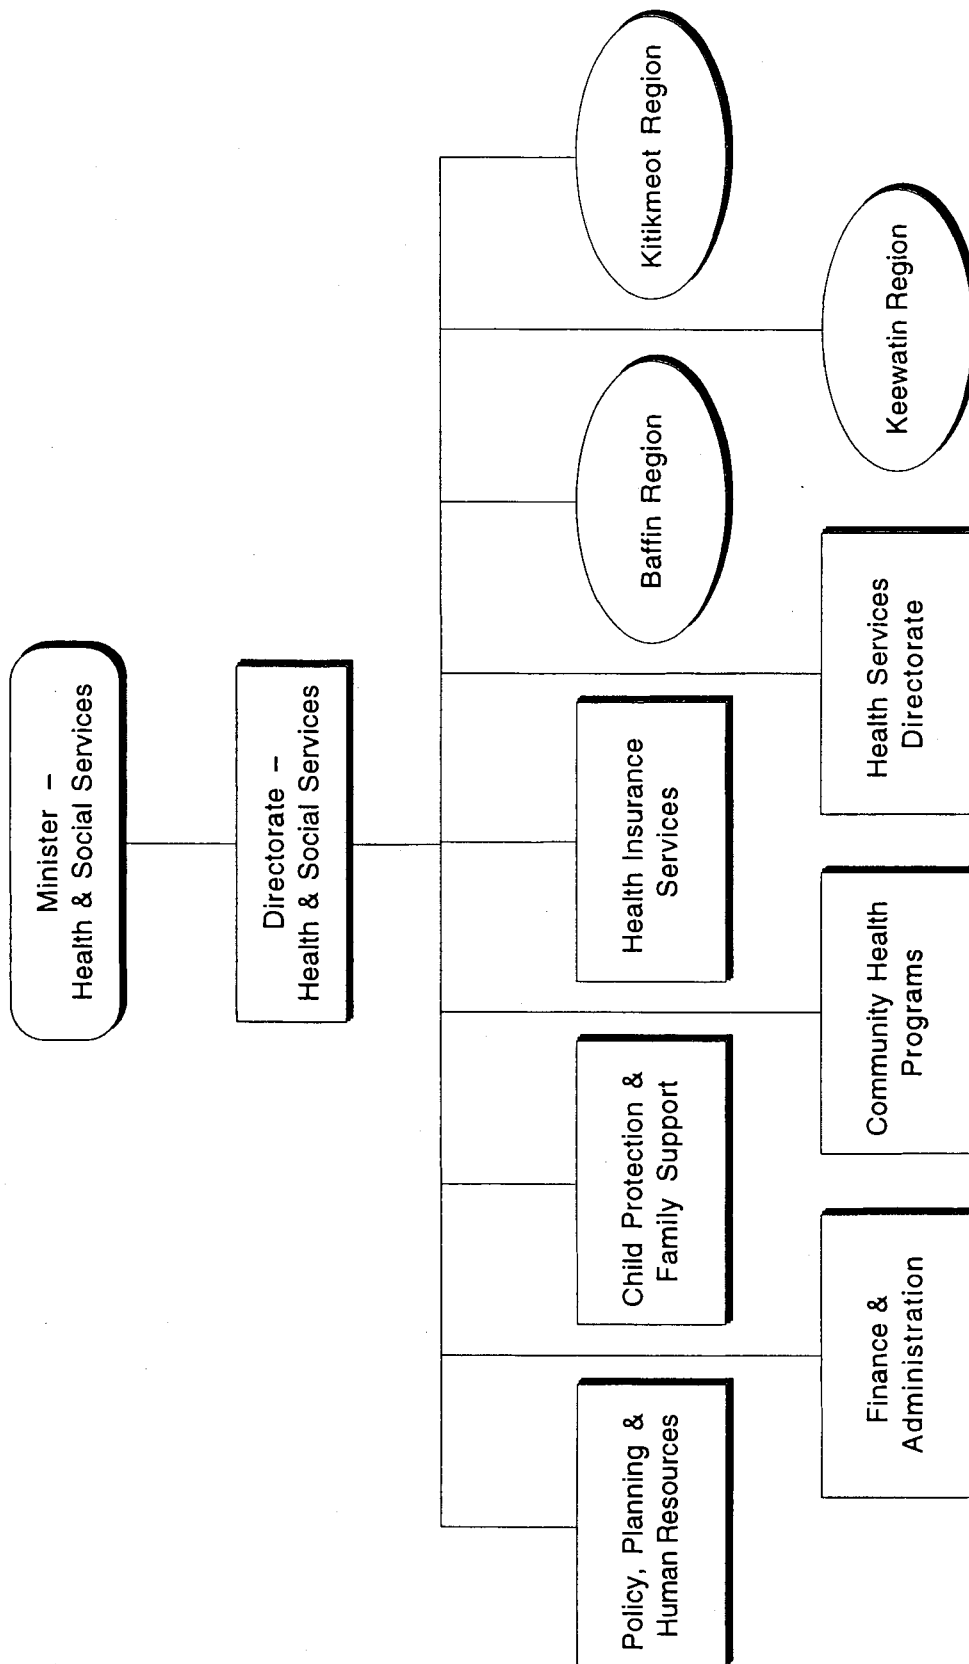 Minister –
Health & Social Services
Directorate –
Health & Social Services
Policy, Planning &
Human Resources
Child Protection &
Family Support
Health Insurance
Services
Baffin Region
Kitikmeot Region
Finance &
Administration
Community Health
Programs
Health Services
Directorate
Keewatin Region